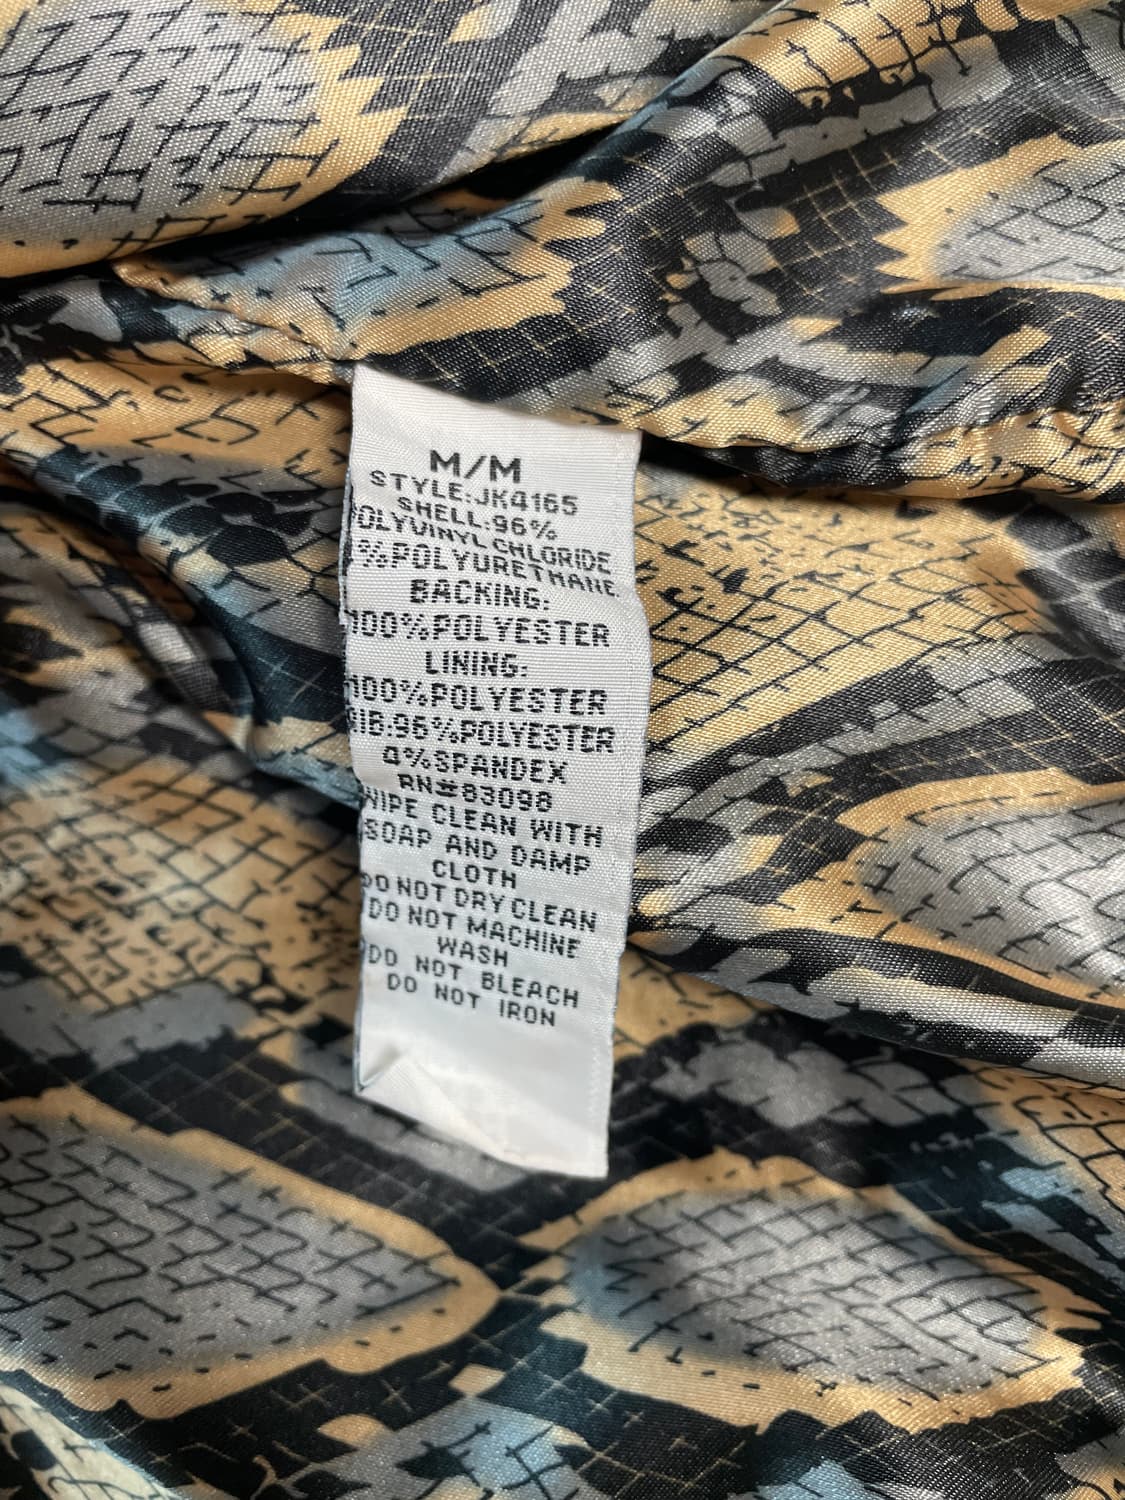 M/M
STYLE:JK4165
SHELL:96%
POLYVINYL CHLORIDE
%POLYURETHANE
BACKING:
100%POLYESTER
LINING:
100%POLYESTER
RIB:96%POLYESTER
4%SPANDEX
RN#83098
WIPE CLEAN WITH
SOAP AND DAMP
CLOTH
DO NOT DRY CLEAN
DO NOT MACHINE
WASH
DO NOT BLEACH
DO NOT IRON